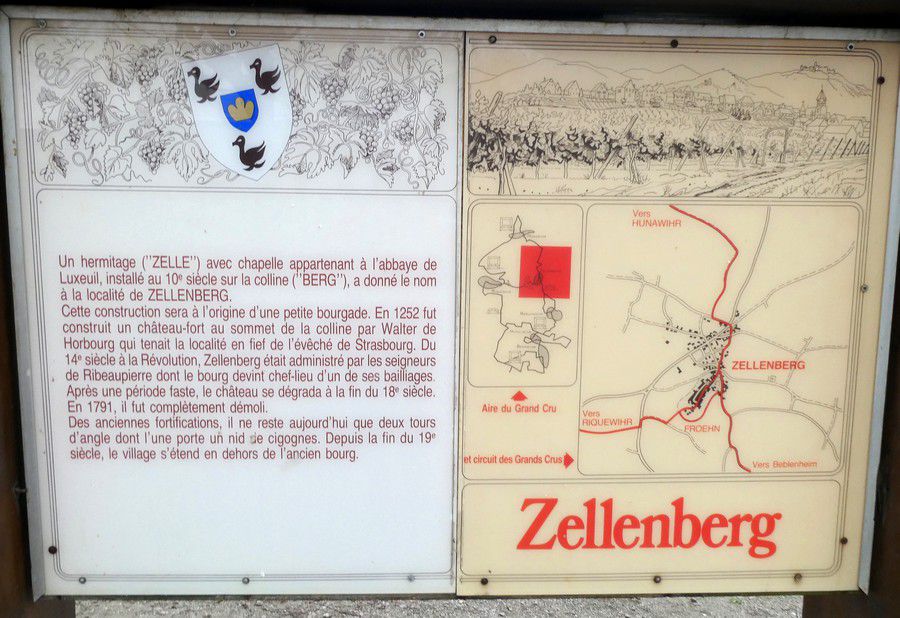 Un hermitage (''ZELLE'') avec chapelle appartenant à l'abbaye de
Luxeuil, installé au 10e siècle sur la colline (''BERG''), a donné le nom
à la localité de ZELLENBERG.
Cette construction sera à l'origine d'une petite bourgade. En 1252 fut
construit un château-fort au sommet de la colline par Walter de
Horbourg qui tenait la localité en fief de l'évêché de Strasbourg. Du
14e siècle à la Révolution, Zellenberg était administré par les seigneurs
de Ribeaupierre dont le bourg devint chef-lieu d'un de ses bailliages.
Après une période faste, le château se dégrada à la fin du 18e siècle.
En 1791, il fut complètement démoli.
Des anciennes fortifications, il ne reste aujourd'hui que deux tours
d'angle dont l'une porte un nid de cigognes. Depuis la fin du 19e
siècle, le village s'étend en dehors de l'ancien bourg.
Aire du Grand Cru
et circuit des Grands Crus
Vers
HUNAWIHR
ZELLENBERG
Vers
RIQUEWIHR
FROEHN
Vers Beblenheim
Zellenberg